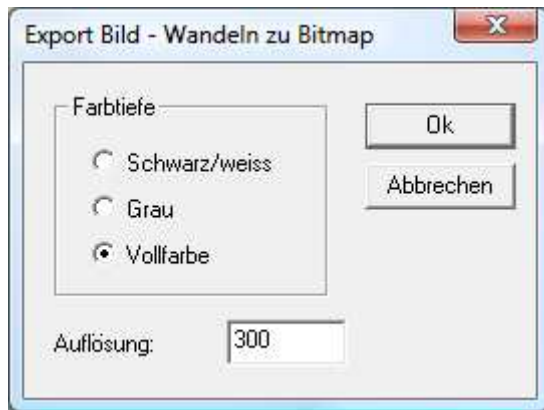 Export Bild - Wandeln zu Bitmap
Farbtiefe
Schwarz/weiss
Grau
Vollfarbe
Ok
Abbrechen
Auflösung: 300